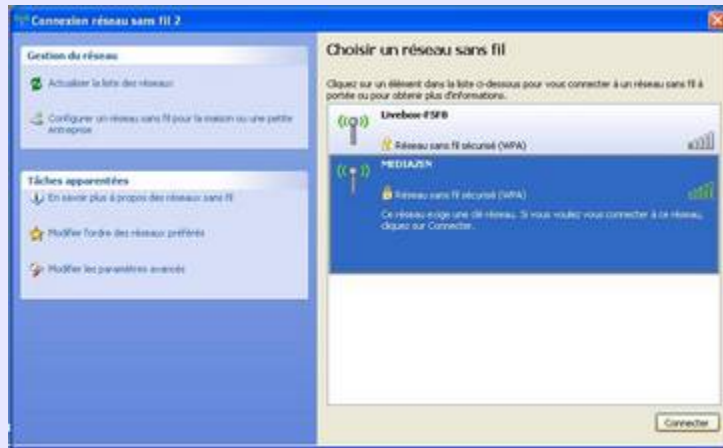 Connexion réseau sans fil 2
Gestion du réseau
Actualiser la liste des réseaux
Configurer un réseau sans fil pour la maison ou une petite
entreprise
Tâches apparentées
En savoir plus à propos des réseaux sans fil
Modifier l'ordre des réseaux préférés
Modifier les paramètres avancés
Choisir un réseau sans fil
Cliquez sur un élément dans la liste ci-dessous pour vous connecter à un réseau sans fil à
portée ou pour obtenir plus d'informations.
Livebox-F5F0
Réseau sans fil sécurisé (WPA)
MEDIAZEN
Réseau sans fil sécurisé (WPA)
Ce réseau exige une clé réseau. Si vous voulez vous connecter à ce réseau,
cliquez sur Connecter.
Connecter